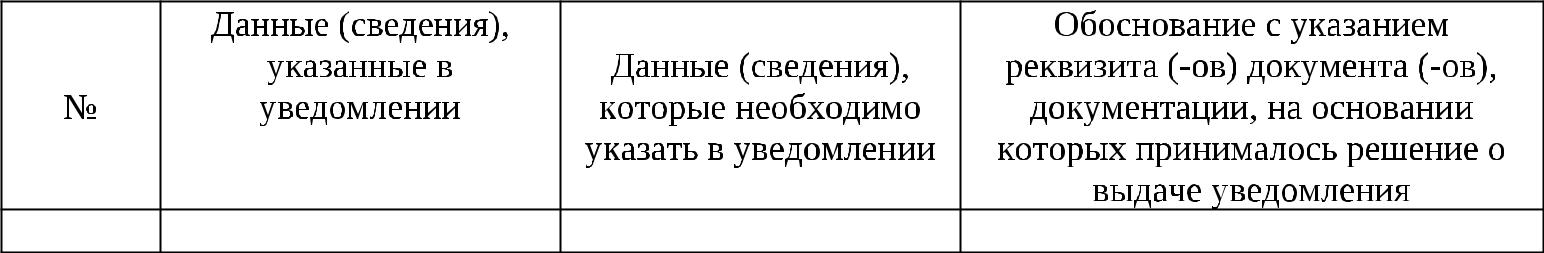 №
Данные (сведения),
указанные в
уведомлении
Данные (сведения),
которые необходимо
указать в уведомлении
Обоснование с указанием
реквизита (-ов) документа (-ов),
документации, на основании
которых принималось решение о
выдаче уведомления